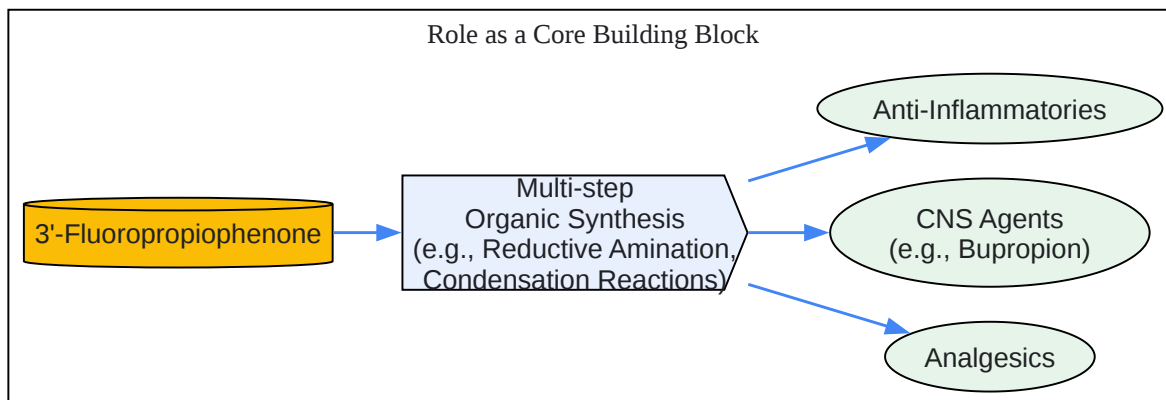 Role as a Core Building Block
3'-Fluoropropiophenone
Multi-step
Organic Synthesis
(e.g., Reductive Amination,
Condensation Reactions)
Anti-Inflammatories
CNS Agents
(e.g., Bupropion)
Analgesics